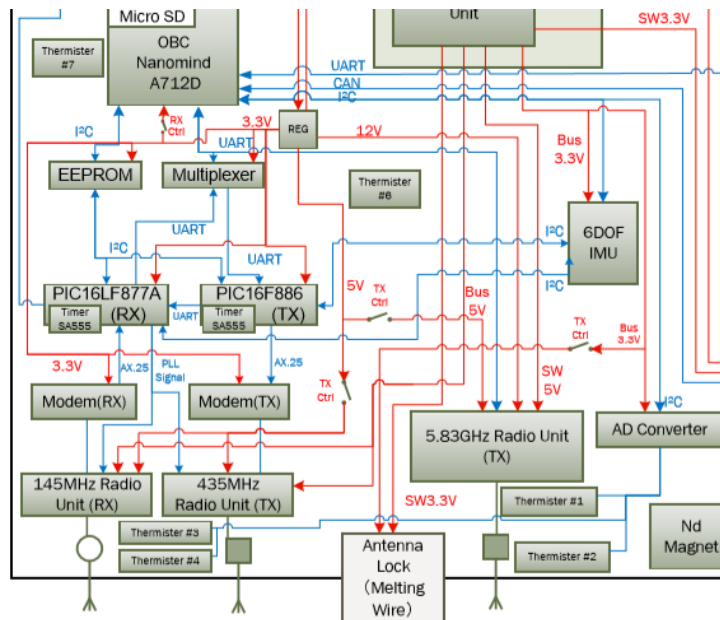 Micro SD
OBC
Nanomind
A712D
Thermister
#7
Unit
SW3.3V
UART
CAN
I²C
I²C
RX
Ctrl
3.3V
REG
12V
UART
Bus
3.3V
EEPROM
Multiplexer
Thermister
#6
UART
I²C
UART
I²C
6DOF
IMU
I²C
PIC16LF877A
(RX)
Timer
SA555
UART
PIC16F886
(TX)
Timer
SA555
5V
TX
Ctrl
Bus
5V
TX
Ctrl
Bus
3.3V
3.3V
AX.25
PLL
Signal
AX.25
TX
Ctrl
SW
5V
I²C
Modem(RX)
Modem(TX)
5.83GHz Radio Unit
(TX)
AD Converter
145MHz Radio
Unit (RX)
435MHz
Radio Unit (TX)
SW3.3V
Thermister #1
Thermister #3
Thermister #4
Antenna
Lock
(Melting
Wire)
Thermister #2
Nd
Magnet